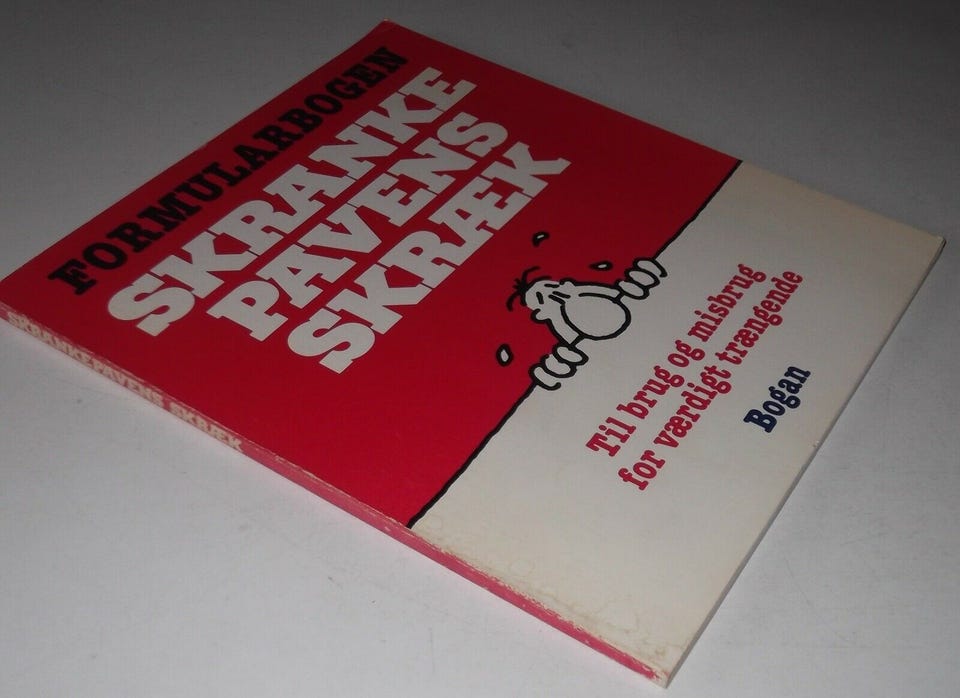 FORMULARBOGEN
SKRANKE
PAVENS
SKRÆK
Til brug og misbrug
for værdigt trængende
Bogan
SKRANKEPAVENS SKRÆK